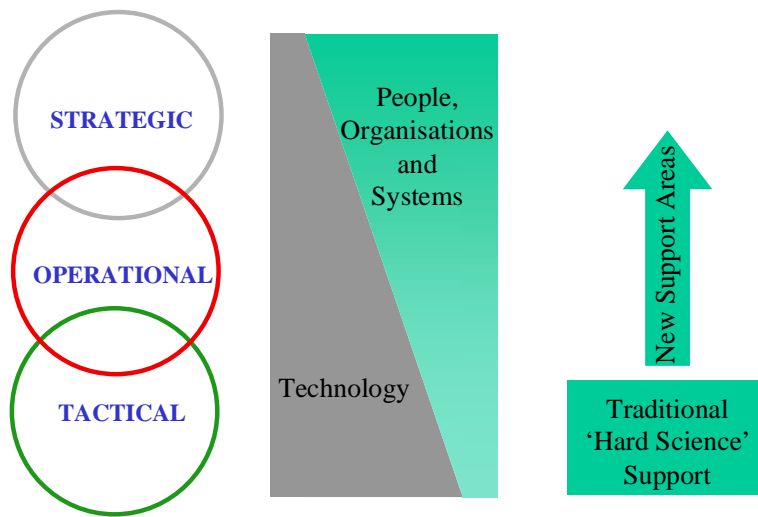 STRATEGIC
OPERATIONAL
TACTICAL
People,
Organisations
and
Systems
Technology
New Support Areas
Traditional
‘Hard Science’
Support